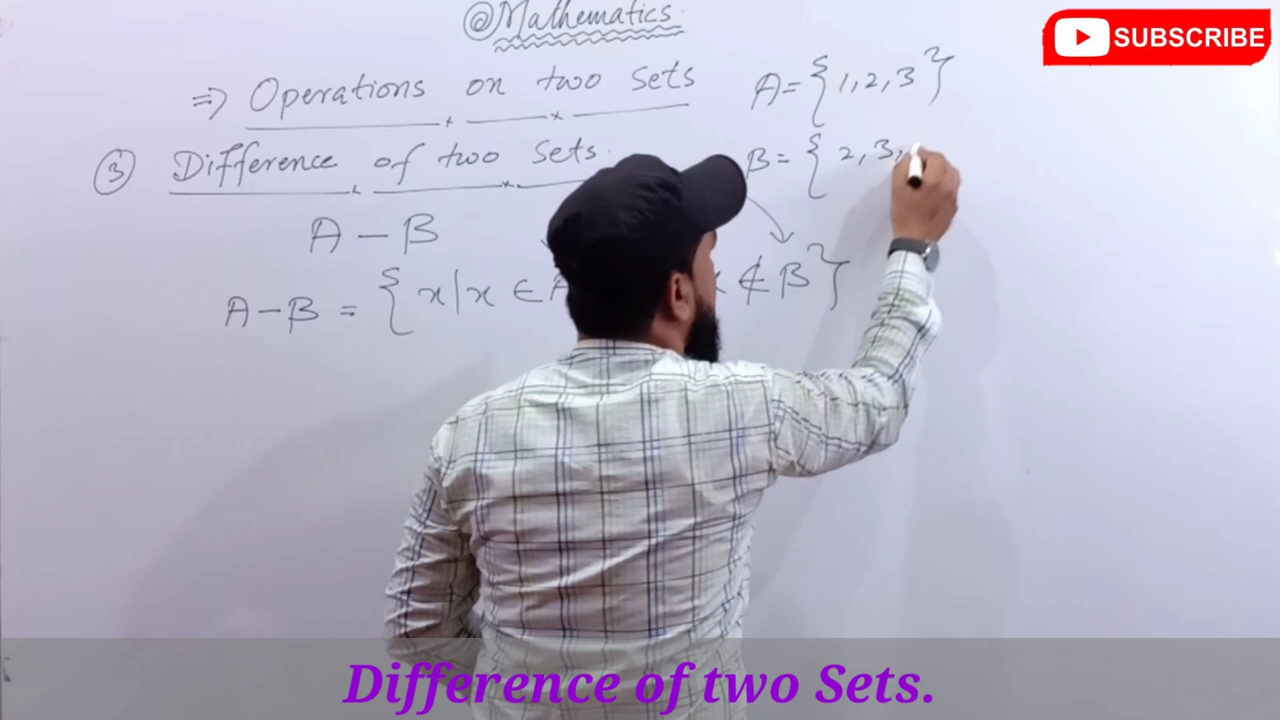 @Mathematics.
SUBSCRIBE
⇒ Operations on two sets
A = { 1, 2, 3 }
③ Difference of two sets.
B = { 2, 3,
A − B
A − B = { x / x ∈ A x ∉ B }
Difference of two Sets.